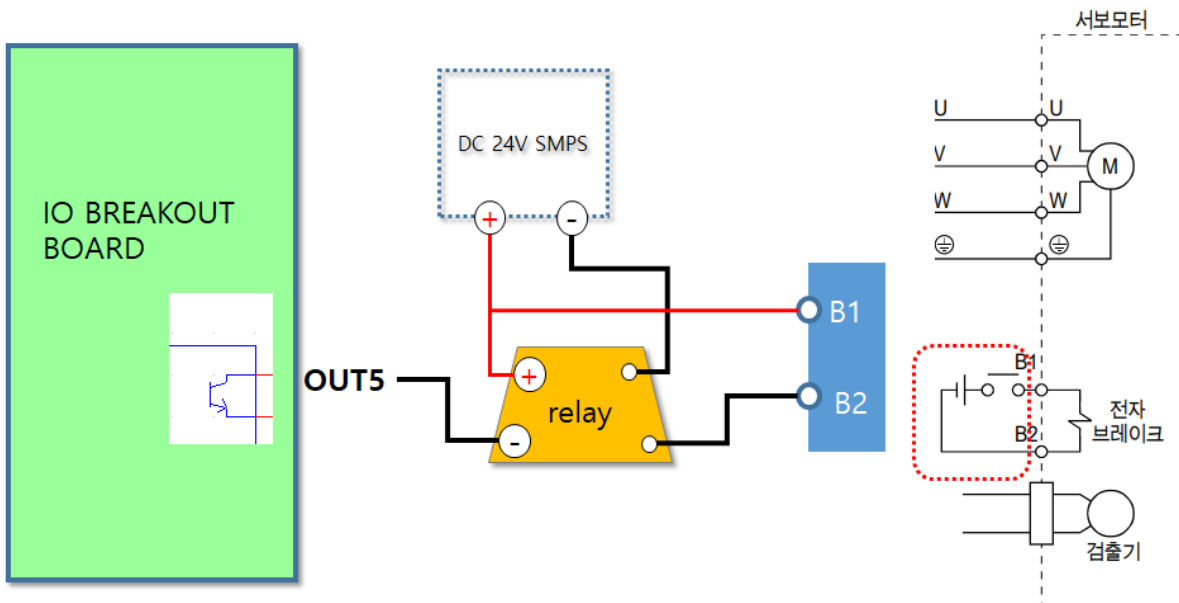 서보모터
DC 24V SMPS
+
-
IO BREAKOUT
BOARD
OUT5
+
-
relay
B1
B2
U
U
V
V
W
W
M
B1
B2
전자
브레이크
검출기